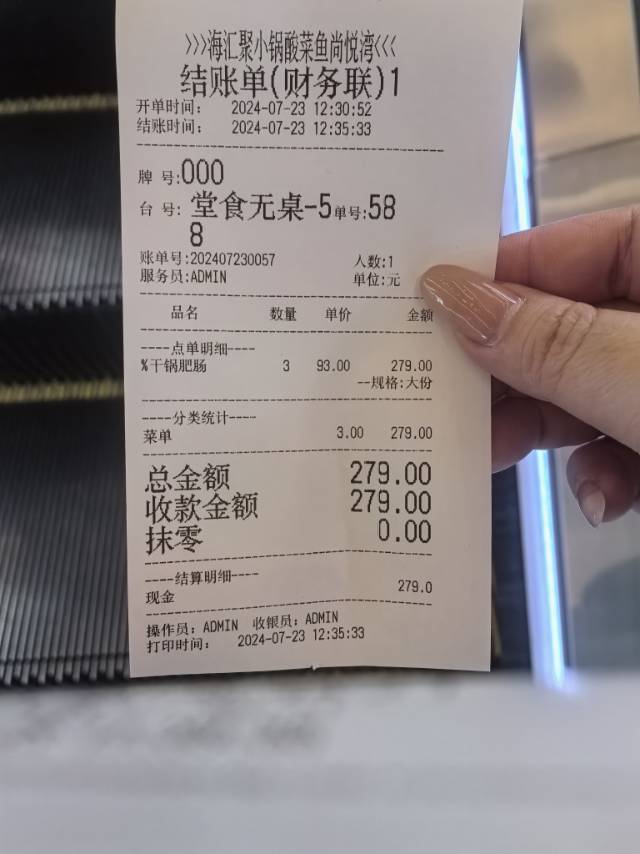 >>>海汇聚小锅酸菜鱼尚悦湾<<<
结账单(财务联)1
开单时间: 2024-07-23 12:30:52
结账时间: 2024-07-23 12:35:33
牌 号:000
台 号: 堂食无桌-5单号:58
8
账单号:202407230057 人数:1
服务员:ADMIN 单位:元
品名 数量 单价 金额
----点单明细----
%干锅肥肠 3 93.00 279.00
--规格:大份
----分类统计----
菜单 3.00 279.00
总金额 279.00
收款金额 279.00
抹零 0.00
----结算明细----
现金 279.0
操作员: ADMIN 收银员: ADMIN
打印时间: 2024-07-23 12:35:33